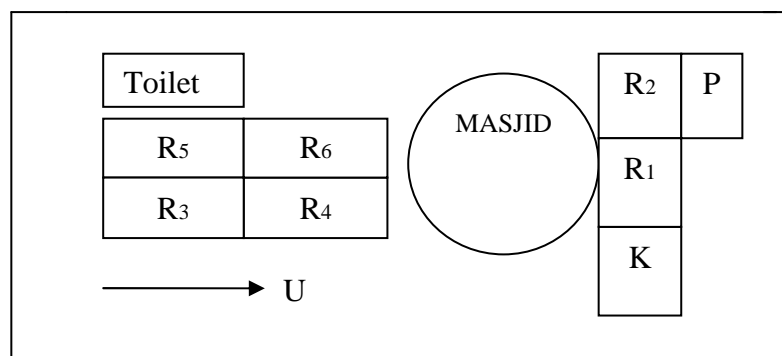 Toilet
R5 R6
R3 R4
MASJID
R2 P
R1
K
U